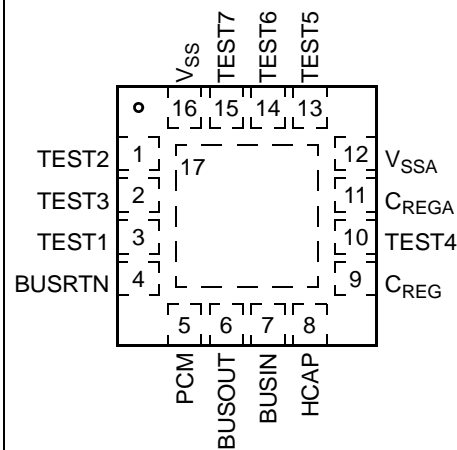 VSS
TEST7
TEST6
TEST5
16
15
14
13
TEST2
1
17
12
VSSA
TEST3
2
11
CREGA
TEST1
3
10
TEST4
BUSRTN
4
9
CREG
5
6
7
8
PCM
BUSOUT
BUSIN
HCAP